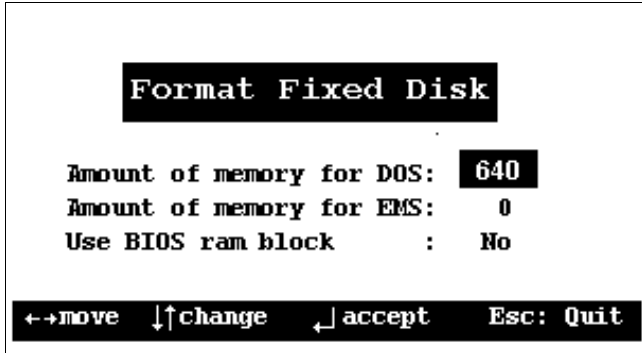 Format Fixed Disk
Amount of memory for DOS: 640
Amount of memory for EMS: 0
Use BIOS ram block : No
←→move ↓↑change ↵accept Esc: Quit